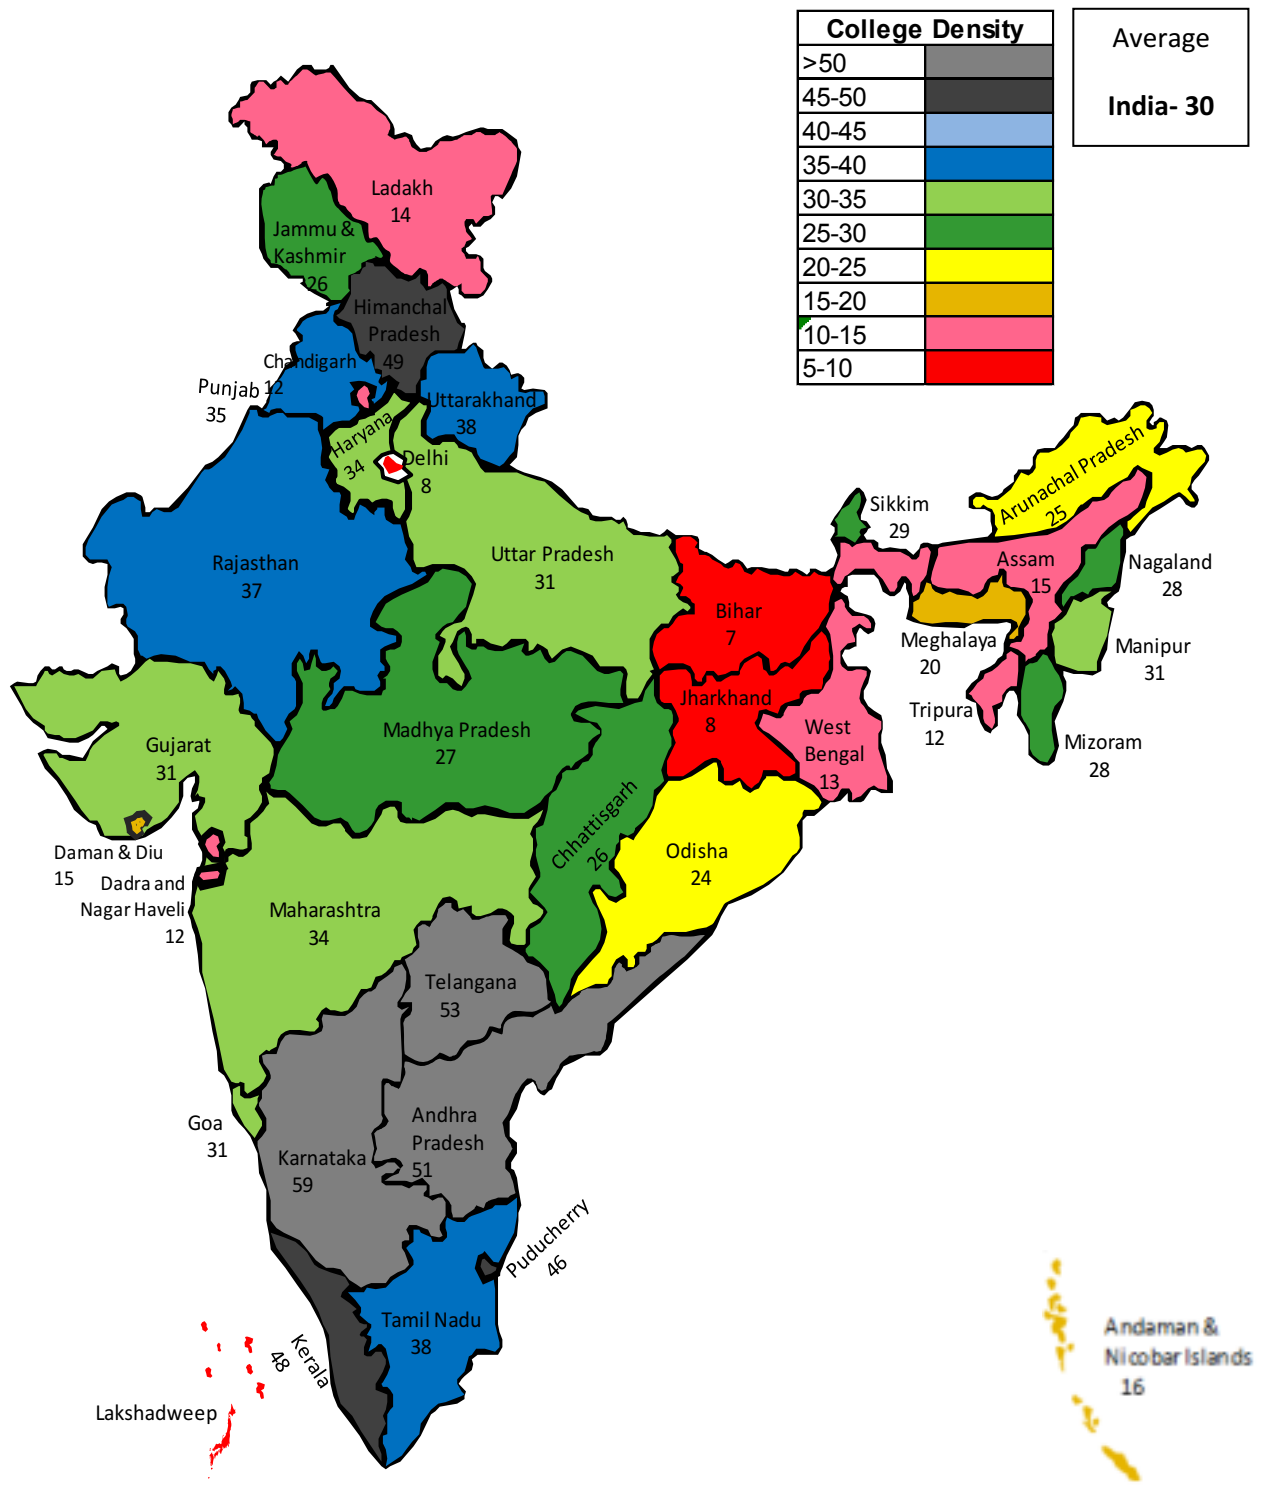 College Density
>50
45-50
40-45
35-40
30-35
25-30
20-25
15-20
10-15
5-10
Average
India- 30
Ladakh
14
Jammu &
Kashmir
26
Himanchal
Pradesh
49
Chandigarh
12
Punjab
35
Uttarakhand
38
Haryana
34
Delhi
8
Rajasthan
37
Uttar Pradesh
31
Bihar
7
Sikkim
29
Arunachal Pradesh
25
Assam
15
Nagaland
28
Meghalaya
20
Manipur
31
Tripura
12
Mizoram
28
Jharkhand
8
West
Bengal
13
Gujarat
31
Madhya Pradesh
27
Chhattisgarh
26
Odisha
24
Daman & Diu
15
Dadra and
Nagar Haveli
12
Maharashtra
34
Telangana
53
Goa
31
Karnataka
59
Andhra
Pradesh
51
Puducherry
46
Tamil Nadu
38
Kerala
48
Lakshadweep
Andaman &
Nicobar Islands
16